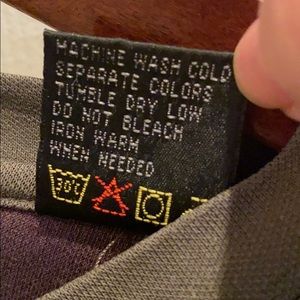 MACHINE WASH COLD
SEPARATE COLORS
TUMBLE DRY LOW
DO NOT BLEACH
IRON WARM
WHEN NEEDED
30°C